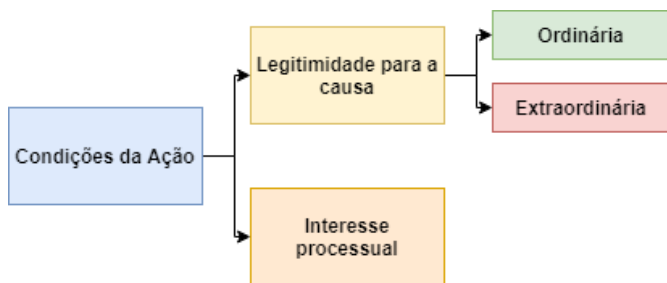 Condições da Ação
Legitimidade para a
causa
Ordinária
Extraordinária
Interesse
processual